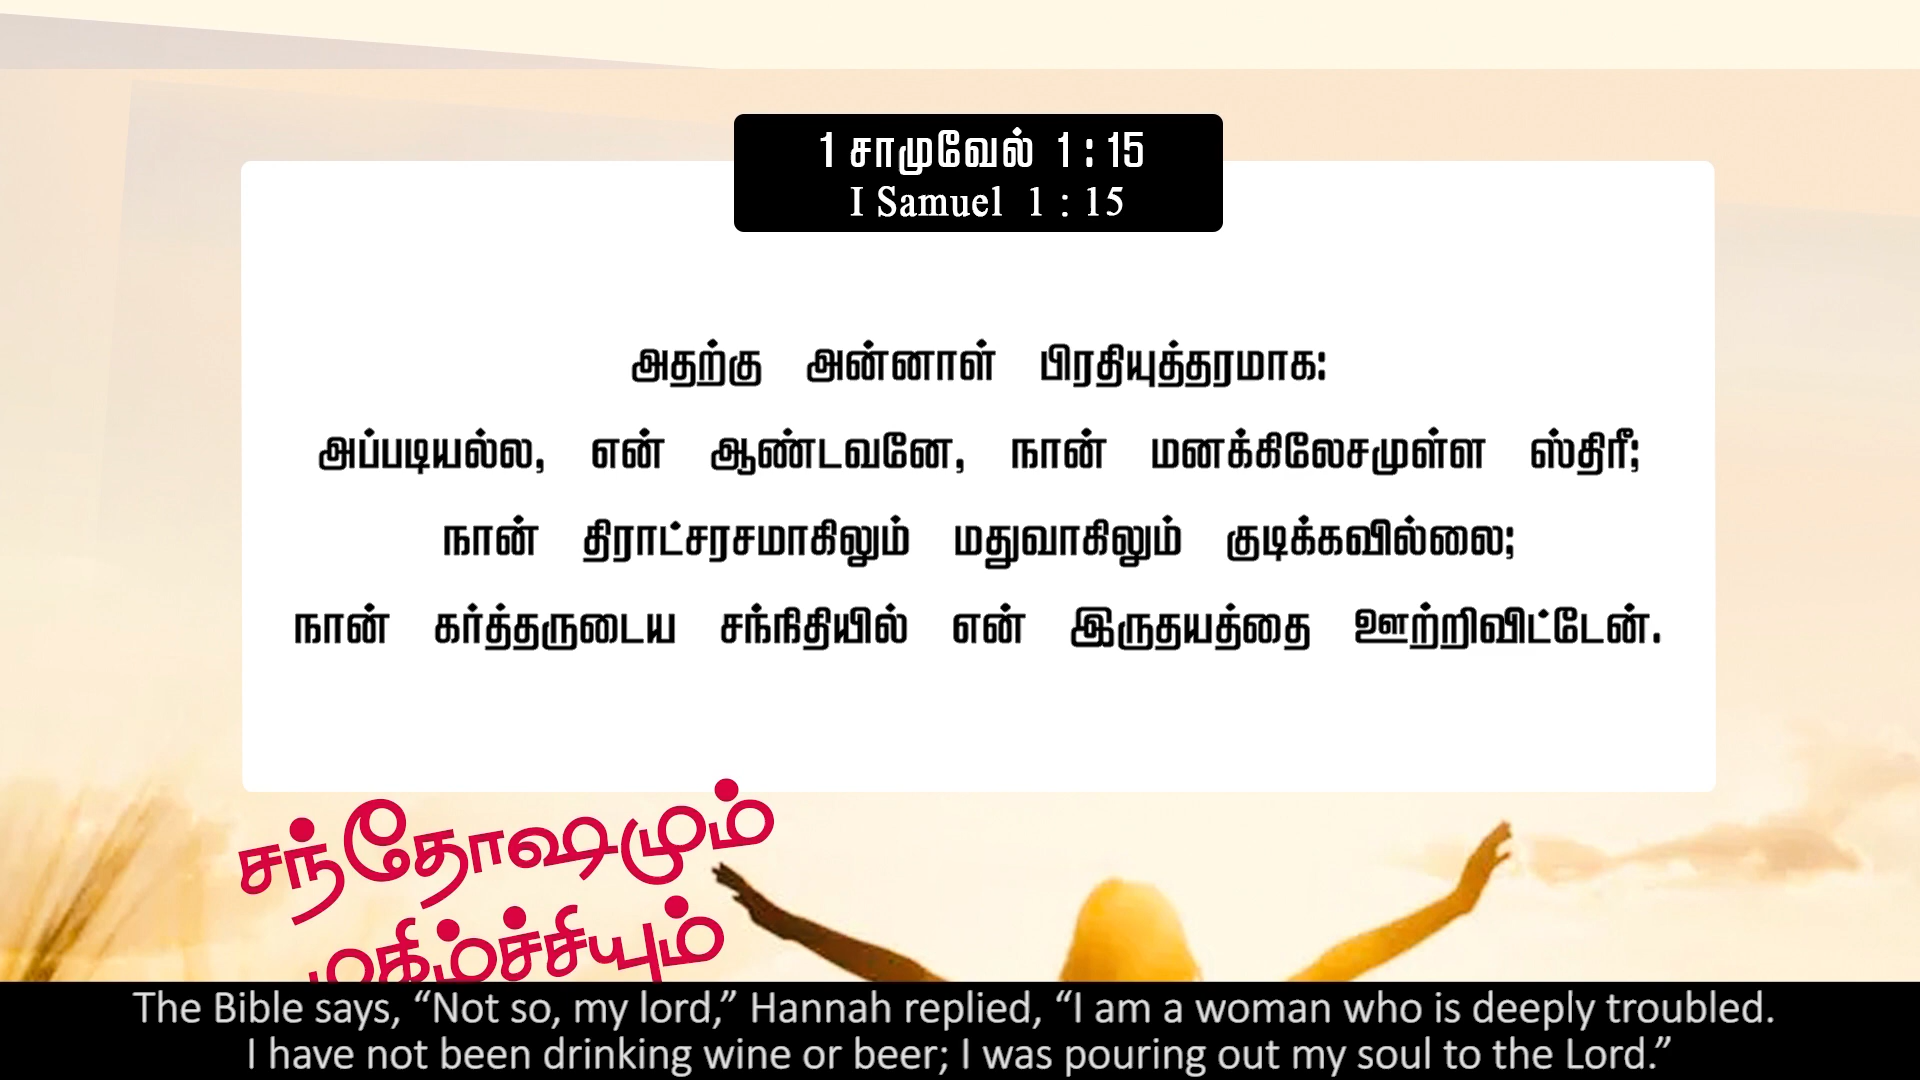 1 சாமுவேல் 1 : 15
I Samuel 1 : 15
அதற்கு அன்னாள் பிரதியுத்தரமாக:
அப்படியல்ல, என் ஆண்டவனே, நான் மனக்கிலேசமுள்ள ஸ்திரீ;
நான் திராட்சரசமாகிலும் மதுவாகிலும் குடிக்கவில்லை;
நான் கர்த்தருடைய சந்நிதியில் என் இருதயத்தை ஊற்றிவிட்டேன்.
சந்தோஷமும்
மகிழ்ச்சியும்
The Bible says, “Not so, my lord,” Hannah replied, “I am a woman who is deeply troubled.
I have not been drinking wine or beer; I was pouring out my soul to the Lord.”